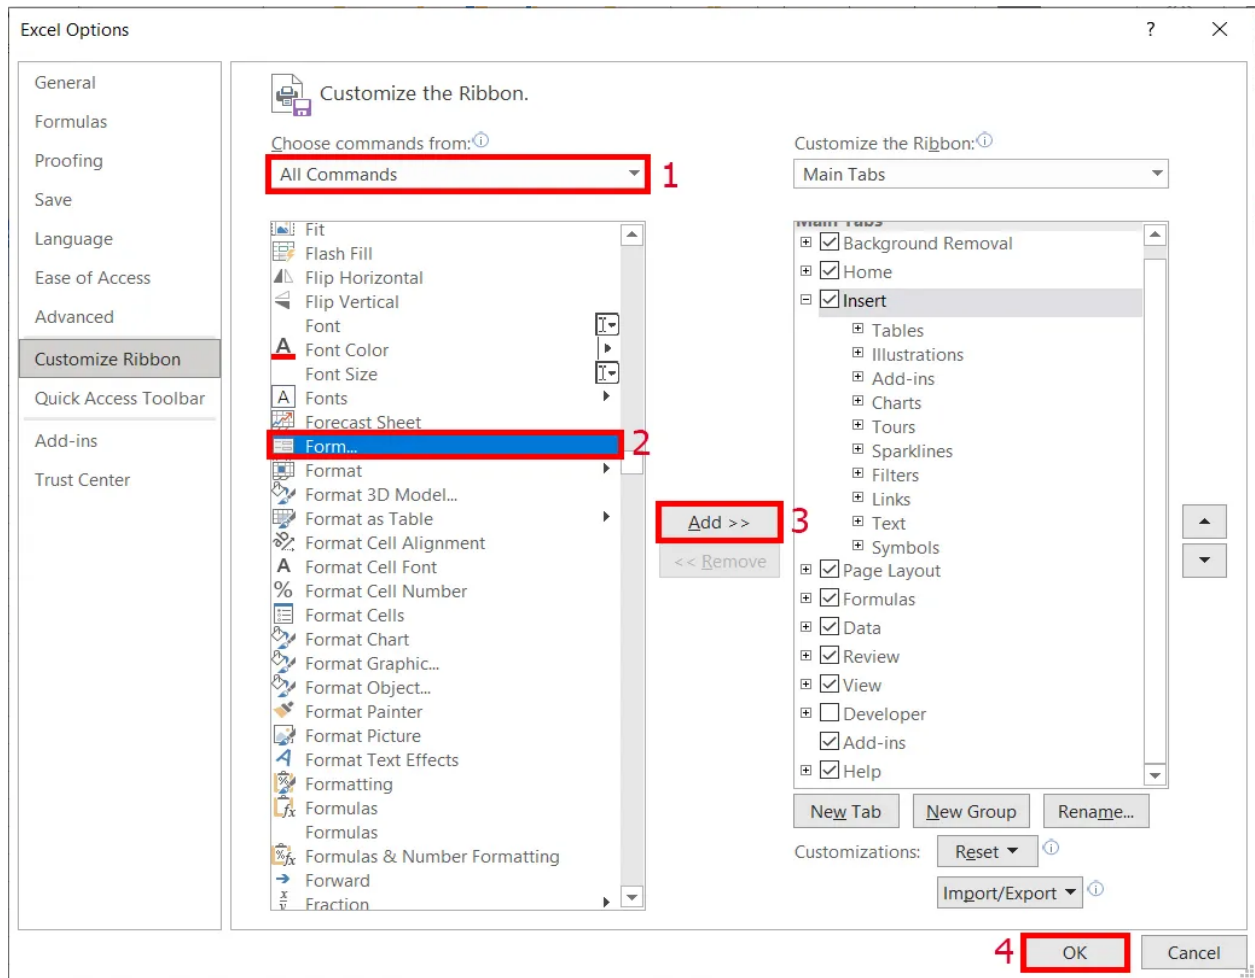 Excel Options
?
General
Formulas
Proofing
Save
Language
Ease of Access
Advanced
Customize Ribbon
Quick Access Toolbar
Add-ins
Trust Center
Customize the Ribbon.
Choose commands from:
All Commands
1
Fit
Flash Fill
Flip Horizontal
Flip Vertical
Font
Font Color
Font Size
Fonts
Forecast Sheet
Form...
2
Format
Format 3D Model...
Format as Table
Format Cell Alignment
Format Cell Font
Format Cell Number
Format Cells
Format Chart
Format Graphic...
Format Object...
Format Painter
Format Picture
Format Text Effects
Formatting
Formulas
Formulas
Formulas & Number Formatting
Forward
Fraction
Add >>
3
<< Remove
Customize the Ribbon:
Main Tabs
Main Tabs
Background Removal
Home
Insert
Tables
Illustrations
Add-ins
Charts
Tours
Sparklines
Filters
Links
Text
Symbols
Page Layout
Formulas
Data
Review
View
Developer
Add-ins
Help
New Tab
New Group
Rename...
Customizations:
Reset
Import/Export
4
OK
Cancel